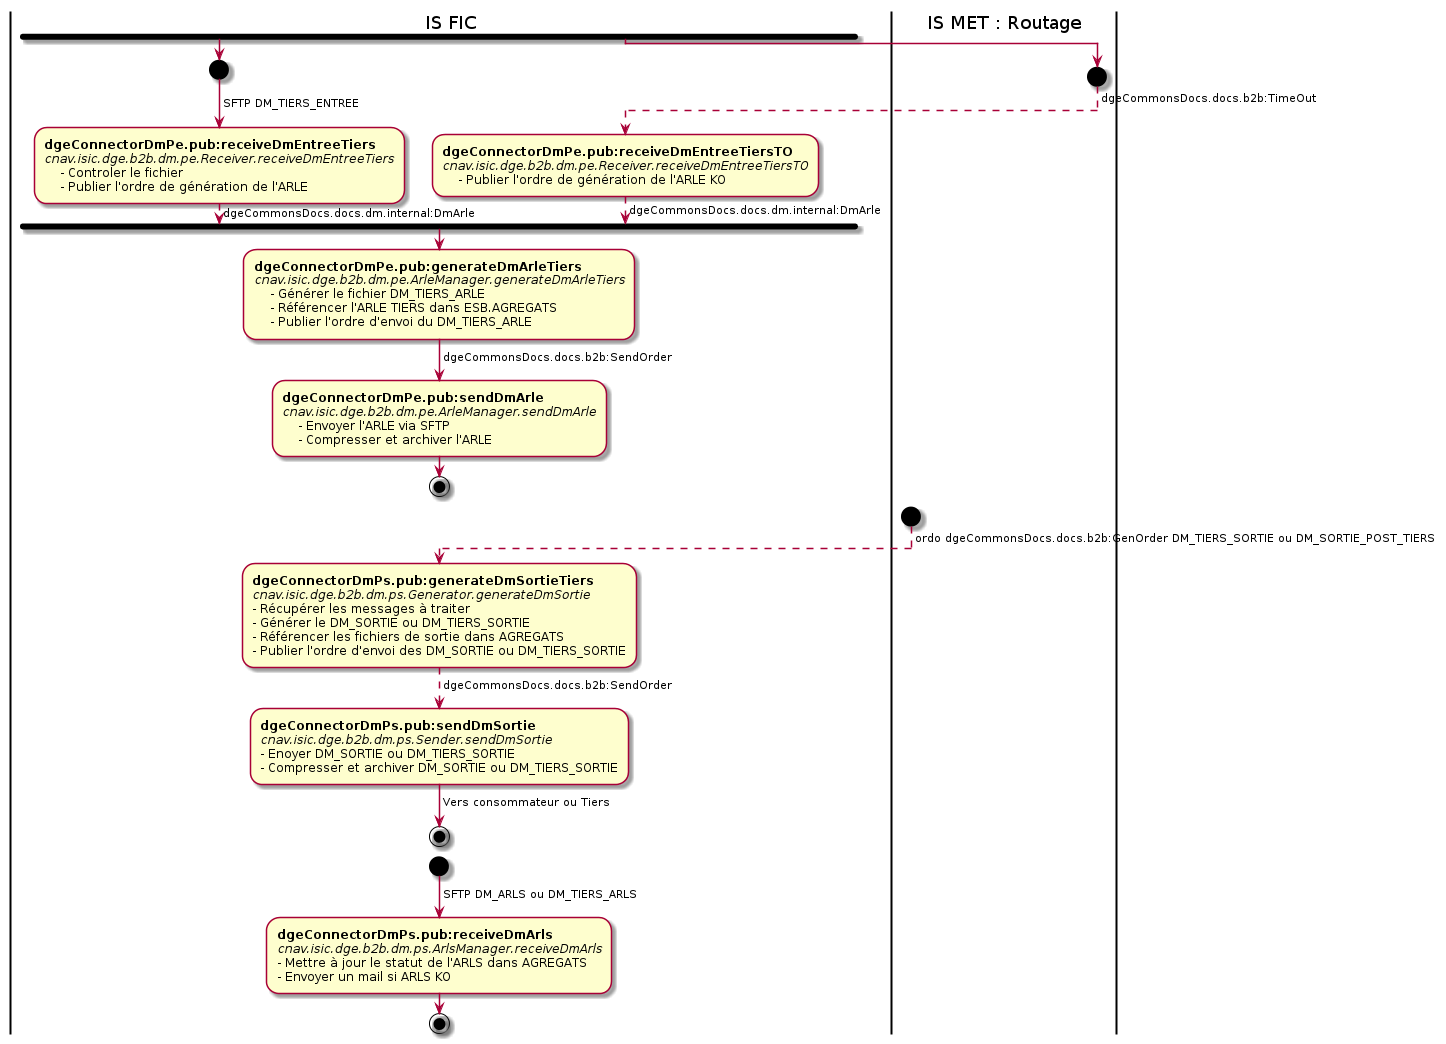 IS FIC
IS MET : Routage
SFTP DM_TIERS_ENTREE
dgeCommonsDocs.docs.b2b:TimeOut
dgeConnectorDmPe.pub:receiveDmEntreeTiers
cnav.isic.dge.b2b.dm.pe.Receiver.receiveDmEntreeTiers
- Controler le fichier
- Publier l'ordre de génération de l'ARLE
dgeConnectorDmPe.pub:receiveDmEntreeTiersTO
cnav.isic.dge.b2b.dm.pe.Receiver.receiveDmEntreeTiersTO
- Publier l'ordre de génération de l'ARLE KO
dgeCommonsDocs.docs.dm.internal:DmArle
dgeCommonsDocs.docs.dm.internal:DmArle
dgeConnectorDmPe.pub:generateDmArleTiers
cnav.isic.dge.b2b.dm.pe.ArleManager.generateDmArleTiers
- Générer le fichier DM_TIERS_ARLE
- Référencer l'ARLE TIERS dans ESB.AGREGATS
- Publier l'ordre d'envoi du DM_TIERS_ARLE
dgeCommonsDocs.docs.b2b:SendOrder
dgeConnectorDmPe.pub:sendDmArle
cnav.isic.dge.b2b.dm.pe.ArleManager.sendDmArle
- Envoyer l'ARLE via SFTP
- Compresser et archiver l'ARLE
ordo dgeCommonsDocs.docs.b2b:GenOrder DM_TIERS_SORTIE ou DM_SORTIE_POST_TIERS
dgeConnectorDmPs.pub:generateDmSortieTiers
cnav.isic.dge.b2b.dm.ps.Generator.generateDmSortie
- Récupérer les messages à traiter
- Générer le DM_SORTIE ou DM_TIERS_SORTIE
- Référencer les fichiers de sortie dans AGREGATS
- Publier l'ordre d'envoi des DM_SORTIE ou DM_TIERS_SORTIE
dgeCommonsDocs.docs.b2b:SendOrder
dgeConnectorDmPs.pub:sendDmSortie
cnav.isic.dge.b2b.dm.ps.Sender.sendDmSortie
- Enoyer DM_SORTIE ou DM_TIERS_SORTIE
- Compresser et archiver DM_SORTIE ou DM_TIERS_SORTIE
Vers consommateur ou Tiers
SFTP DM_ARLS ou DM_TIERS_ARLS
dgeConnectorDmPs.pub:receiveDmArls
cnav.isic.dge.b2b.dm.ps.ArlsManager.receiveDmArls
- Mettre à jour le statut de l'ARLS dans AGREGATS
- Envoyer un mail si ARLS KO